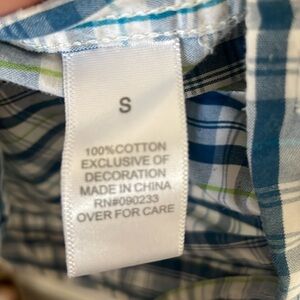 S
100%COTTON
EXCLUSIVE OF
DECORATION
MADE IN CHINA
RN#090233
OVER FOR CARE